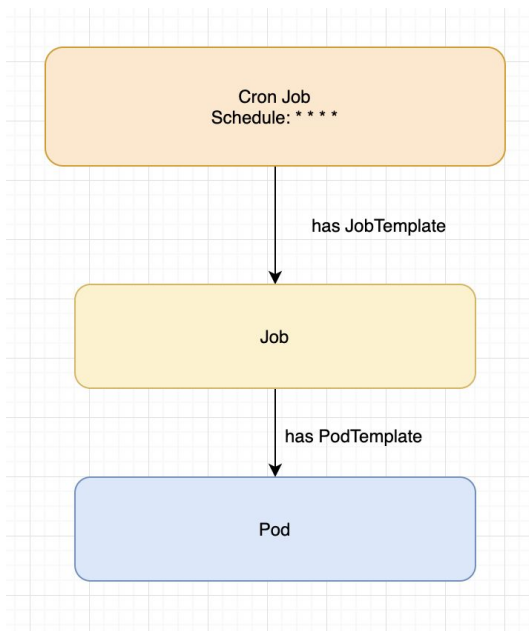 Cron Job
Schedule: * * * *
has JobTemplate
Job
has PodTemplate
Pod